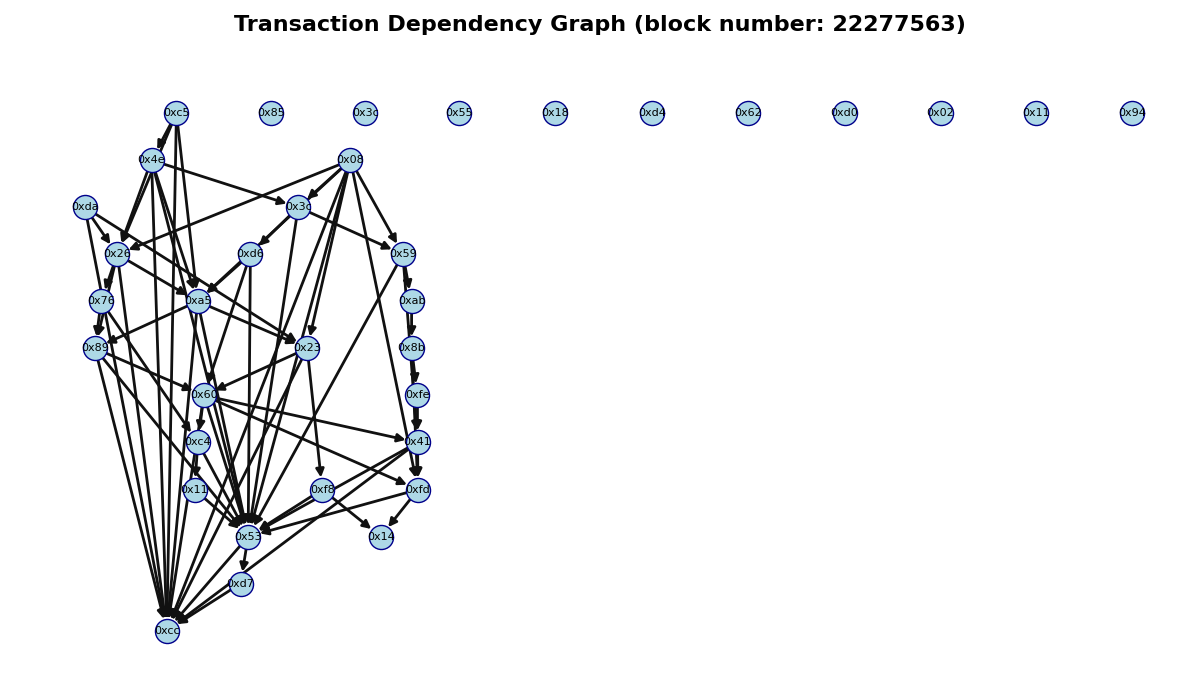 Transaction Dependency Graph (block number: 22277563)
0xc5 0x85 0x3c 0x55 0x18 0xd4 0x62 0xd0 0x02 0x11 0x94
0x4e 0x08
0xda 0x3c
0x26 0xd6 0x59
0x76 0xa5 0xab
0x89 0x23 0x8b
0x60 0xfe
0xc4 0x41
0x11 0xf8 0xfd
0x53 0x14
0xd7
0xcc